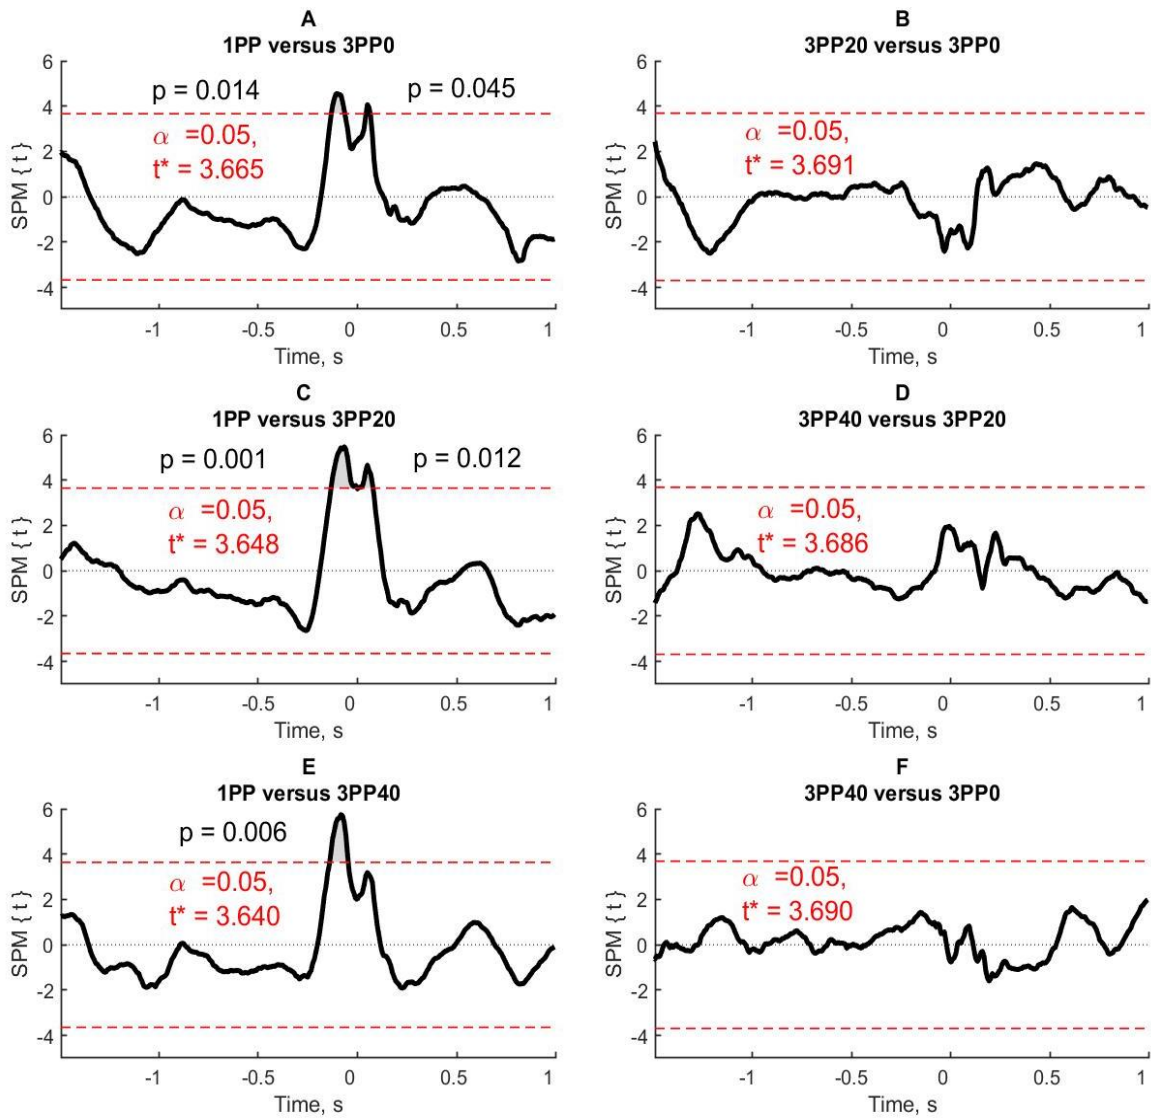 A
1PP versus 3PP0
6
4
2
0
-2
-4
SPM { t }
p = 0.014
p = 0.045
α =0.05,
t* = 3.665
-1
-0.5
0
0.5
1
Time, s
B
3PP20 versus 3PP0
6
4
2
0
-2
-4
SPM { t }
α =0.05,
t* = 3.691
-1
-0.5
0
0.5
1
Time, s
C
1PP versus 3PP20
6
4
2
0
-2
-4
SPM { t }
p = 0.001
p = 0.012
α =0.05,
t* = 3.648
-1
-0.5
0
0.5
1
Time, s
D
3PP40 versus 3PP20
6
4
2
0
-2
-4
SPM { t }
α =0.05,
t* = 3.686
-1
-0.5
0
0.5
1
Time, s
E
1PP versus 3PP40
6
4
2
0
-2
-4
SPM { t }
p = 0.006
α =0.05,
t* = 3.640
-1
-0.5
0
0.5
1
Time, s
F
3PP40 versus 3PP0
6
4
2
0
-2
-4
SPM { t }
α =0.05,
t* = 3.690
-1
-0.5
0
0.5
1
Time, s